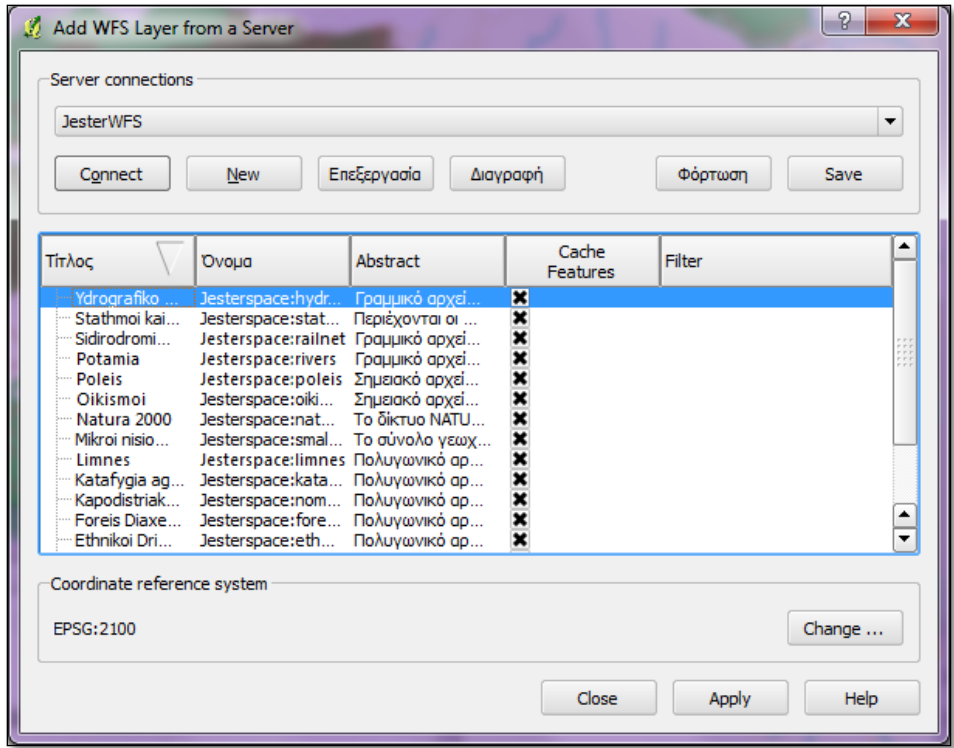 Add WFS Layer from a Server
Server connections
JesterWFS
Connect New Επεξεργασία Διαγραφή Φόρτωση Save
Τίτλος Όνομα Abstract Cache Features Filter
Ydrografiko ... Jesterspace:hydr... Γραμμικό αρχεί...
Stathmoi kai... Jesterspace:stat... Περιέχονται οι ...
Sidirodromi... Jesterspace:railnet Γραμμικό αρχεί...
Potamia Jesterspace:rivers Γραμμικό αρχεί...
Poleis Jesterspace:poleis Σημειακό αρχεί...
Oikismoi Jesterspace:oiki... Σημειακό αρχεί...
Natura 2000 Jesterspace:nat... Το δίκτυο NATU...
Mikroi nisio... Jesterspace:smal... Το σύνολο γεωχ...
Limnes Jesterspace:limnes Πολυγωνικό αρ...
Katafygia ag... Jesterspace:kata... Πολυγωνικό αρ...
Kapodistriak... Jesterspace:nom... Πολυγωνικό αρ...
Foreis Diaxe... Jesterspace:fore... Πολυγωνικό αρ...
Ethnikoi Dri... Jesterspace:eth... Πολυγωνικό αρ...
Coordinate reference system
EPSG:2100 Change ...
Close Apply Help